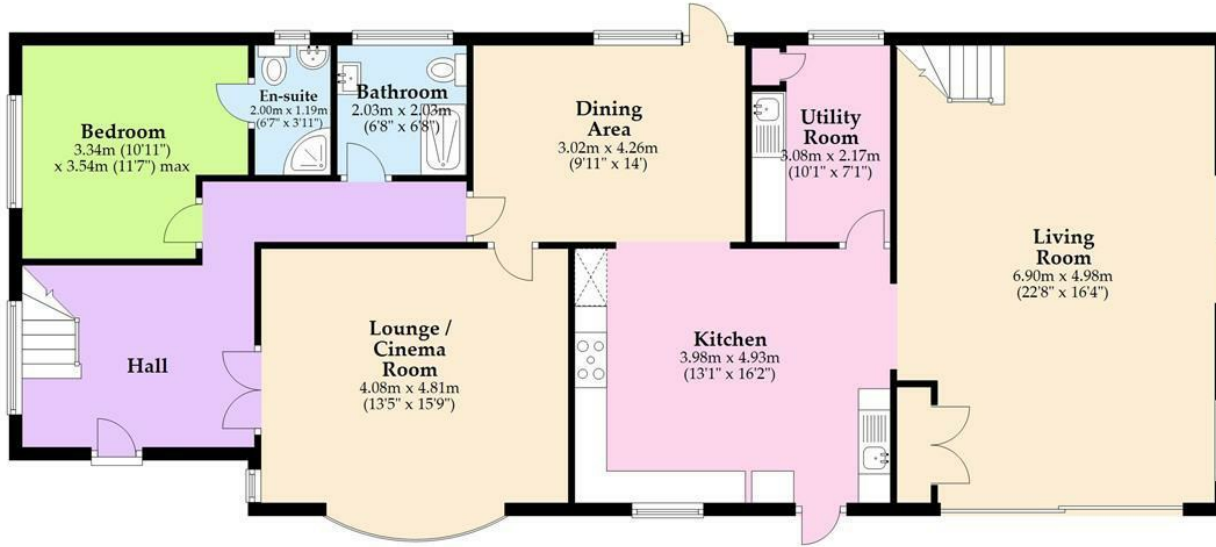 Bedroom
3.34m (10'11")
x 3.54m (11'7") max
En-suite
2.00m x 1.19m
(6'7" x 3'11")
Bathroom
2.03m x 2.03m
(6'8" x 6'8")
Dining
Area
3.02m x 4.26m
(9'11" x 14')
Utility
Room
3.08m x 2.17m
(10'1" x 7'1")
Living
Room
6.90m x 4.98m
(22'8" x 16'4")
Hall
Lounge /
Cinema
Room
4.08m x 4.81m
(13'5" x 15'9")
Kitchen
3.98m x 4.93m
(13'1" x 16'2")